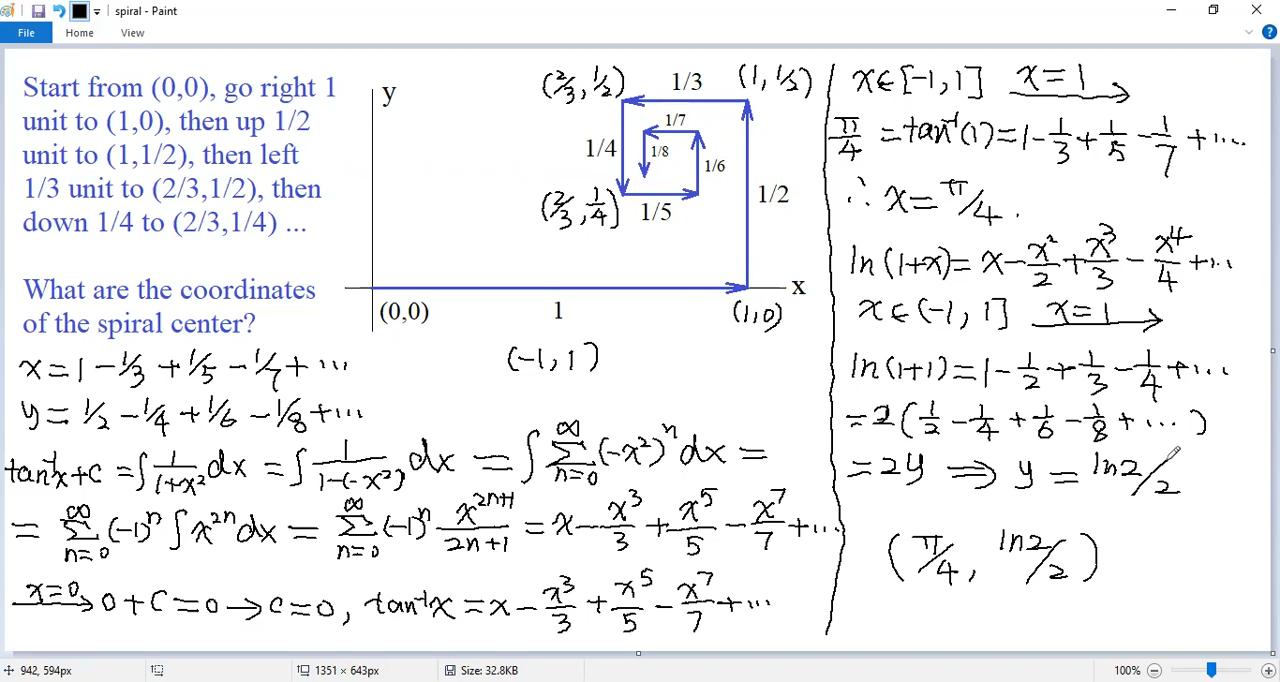 spiral - Paint
File Home View
Start from (0,0), go right 1
unit to (1,0), then up 1/2
unit to (1,1/2), then left
1/3 unit to (2/3,1/2), then
down 1/4 to (2/3,1/4) ...
What are the coordinates
of the spiral center?
y
(2/3, 1/2) 1/3 (1, 1/2)
1/7
1/4 1/8 1/6
(2/3, 1/4) 1/5 1/2
x
(0,0) 1 (1,0)
(-1, 1)
x = 1 - 1/3 + 1/5 - 1/7 + ...
y = 1/2 - 1/4 + 1/6 - 1/8 + ...
tan⁻¹x + C = ∫ 1/(1+x²) dx = ∫ 1/(1-(-x²)) dx = ∫ ∑_{n=0}^{∞} (-x²)ⁿ dx =
= ∑_{n=0}^{∞} (-1)ⁿ ∫ x²ⁿ dx = ∑_{n=0}^{∞} (-1)ⁿ x²ⁿ⁺¹/(2n+1) = x - x³/3 + x⁵/5 - x⁷/7 + ...
x=0 → 0 + C = 0 → C = 0, tan⁻¹x = x - x³/3 + x⁵/5 - x⁷/7 + ...
x ∈ [-1, 1] x = 1 →
π/4 = tan⁻¹(1) = 1 - 1/3 + 1/5 - 1/7 + ...
∴ x = π/4 .
ln(1+x) = x - x²/2 + x³/3 - x⁴/4 + ...
x ∈ (-1, 1] x = 1 →
ln(1+1) = 1 - 1/2 + 1/3 - 1/4 + ...
= 2(1/2 - 1/4 + 1/6 - 1/8 + ...)
= 2y ⟹ y = ln2/2
(π/4, ln2/2)
942, 594px 1351 × 643px Size: 32.8KB 100%